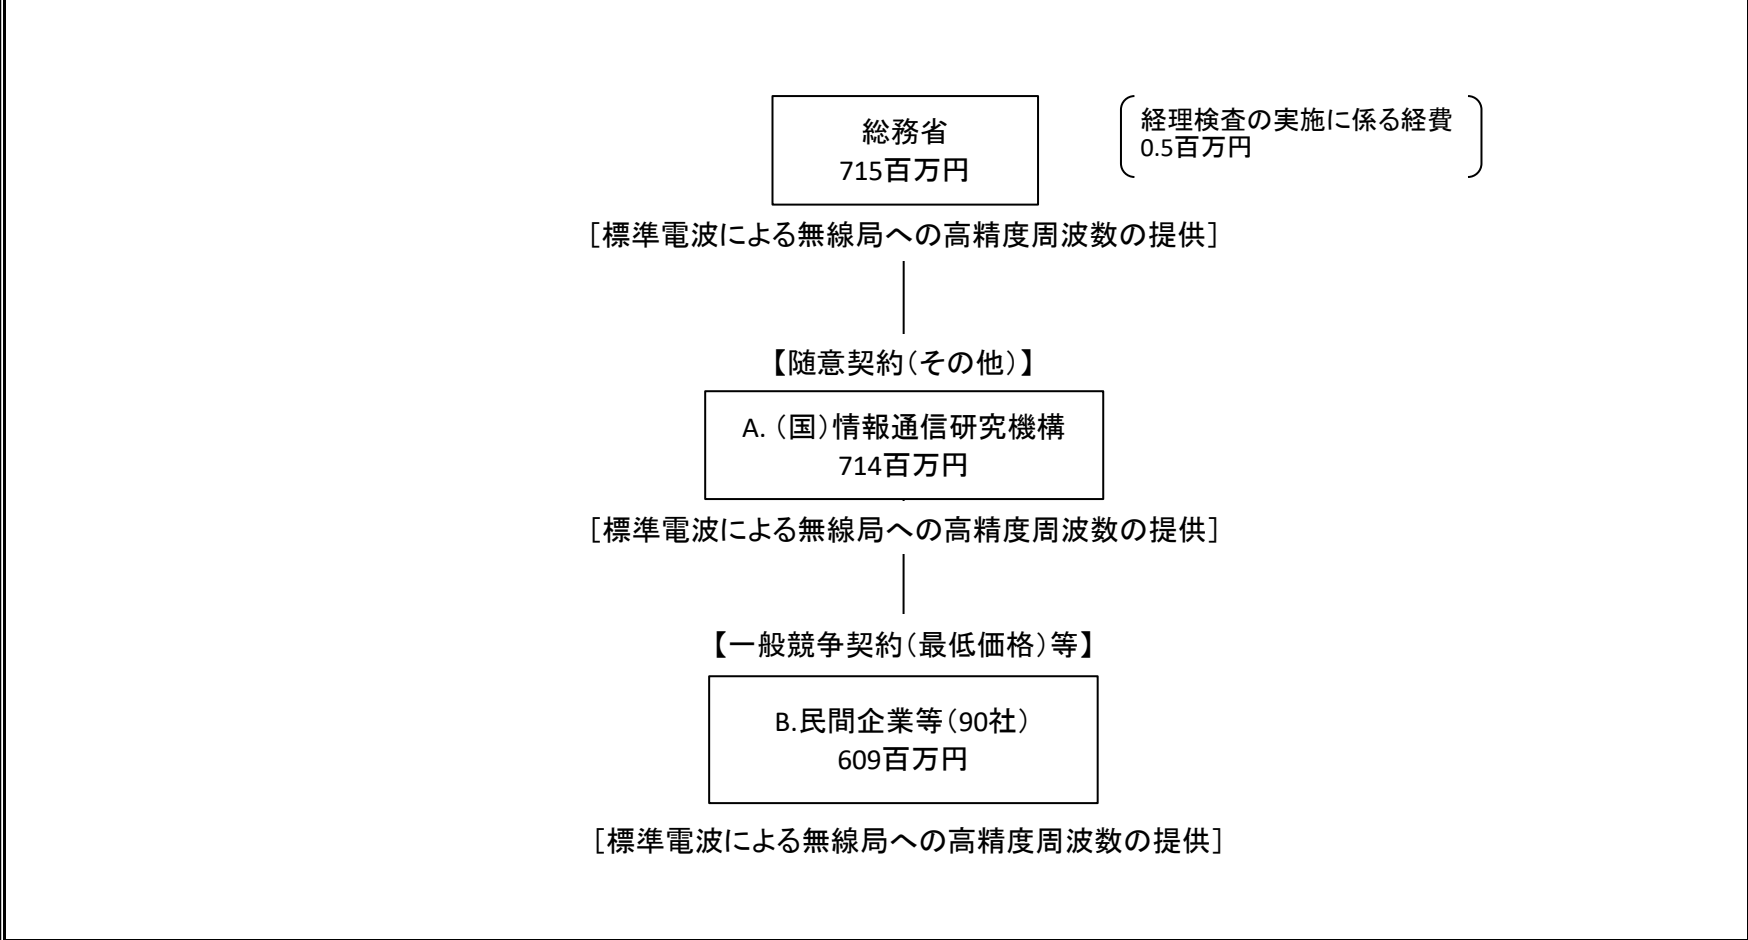 総務省
715百万円
経理検査の実施に係る経費
0.5百万円
［標準電波による無線局への高精度周波数の提供］
【随意契約（その他）】
A.（国）情報通信研究機構
714百万円
［標準電波による無線局への高精度周波数の提供］
【一般競争契約（最低価格）等】
B.民間企業等（90社）
609百万円
［標準電波による無線局への高精度周波数の提供］